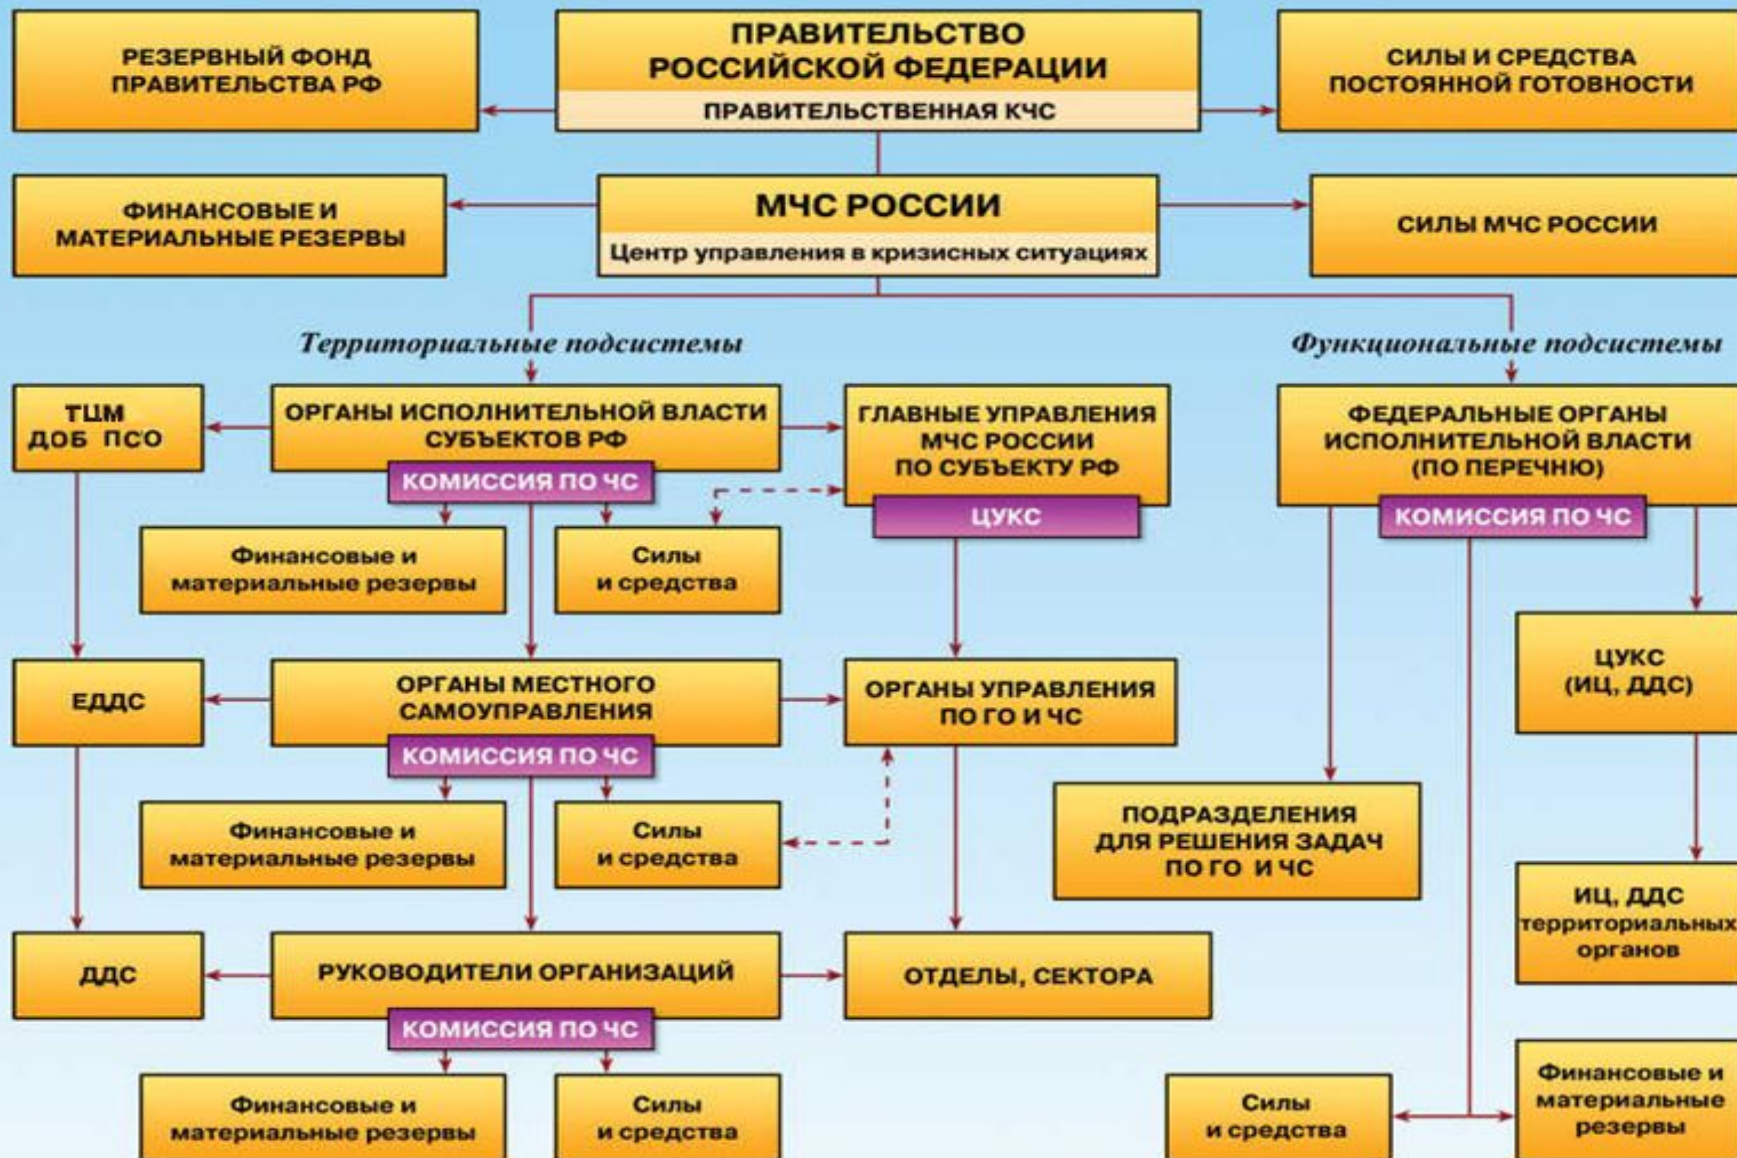 РЕЗЕРВНЫЙ ФОНД
ПРАВИТЕЛЬСТВА РФ
ПРАВИТЕЛЬСТВО
РОССИЙСКОЙ ФЕДЕРАЦИИ
ПРАВИТЕЛЬСТВЕННАЯ КЧС
СИЛЫ И СРЕДСТВА
ПОСТОЯННОЙ ГОТОВНОСТИ
ФИНАНСОВЫЕ И
МАТЕРИАЛЬНЫЕ РЕЗЕРВЫ
МЧС РОССИИ
Центр управления в кризисных ситуациях
СИЛЫ МЧС РОССИИ
Территориальные подсистемы
Функциональные подсистемы
ТЦМ
ДОБ ПСО
ОРГАНЫ ИСПОЛНИТЕЛЬНОЙ ВЛАСТИ
СУБЪЕКТОВ РФ
КОМИССИЯ ПО ЧС
ГЛАВНЫЕ УПРАВЛЕНИЯ
МЧС РОССИИ
ПО СУБЪЕКТУ РФ
ЦУКС
ФЕДЕРАЛЬНЫЕ ОРГАНЫ
ИСПОЛНИТЕЛЬНОЙ ВЛАСТИ
(ПО ПЕРЕЧНЮ)
КОМИССИЯ ПО ЧС
Финансовые и
материальные резервы
Силы
и средства
ЕДДС
ОРГАНЫ МЕСТНОГО
САМОУПРАВЛЕНИЯ
КОМИССИЯ ПО ЧС
ОРГАНЫ УПРАВЛЕНИЯ
ПО ГО И ЧС
ЦУКС
(ИЦ, ДДС)
Финансовые и
материальные резервы
Силы
и средства
ПОДРАЗДЕЛЕНИЯ
ДЛЯ РЕШЕНИЯ ЗАДАЧ
ПО ГО И ЧС
ИЦ, ДДС
территориальных
органов
ДДС
РУКОВОДИТЕЛИ ОРГАНИЗАЦИЙ
КОМИССИЯ ПО ЧС
ОТДЕЛЫ, СЕКТОРА
Финансовые и
материальные резервы
Силы
и средства
Силы
и средства
Финансовые и
материальные
резервы